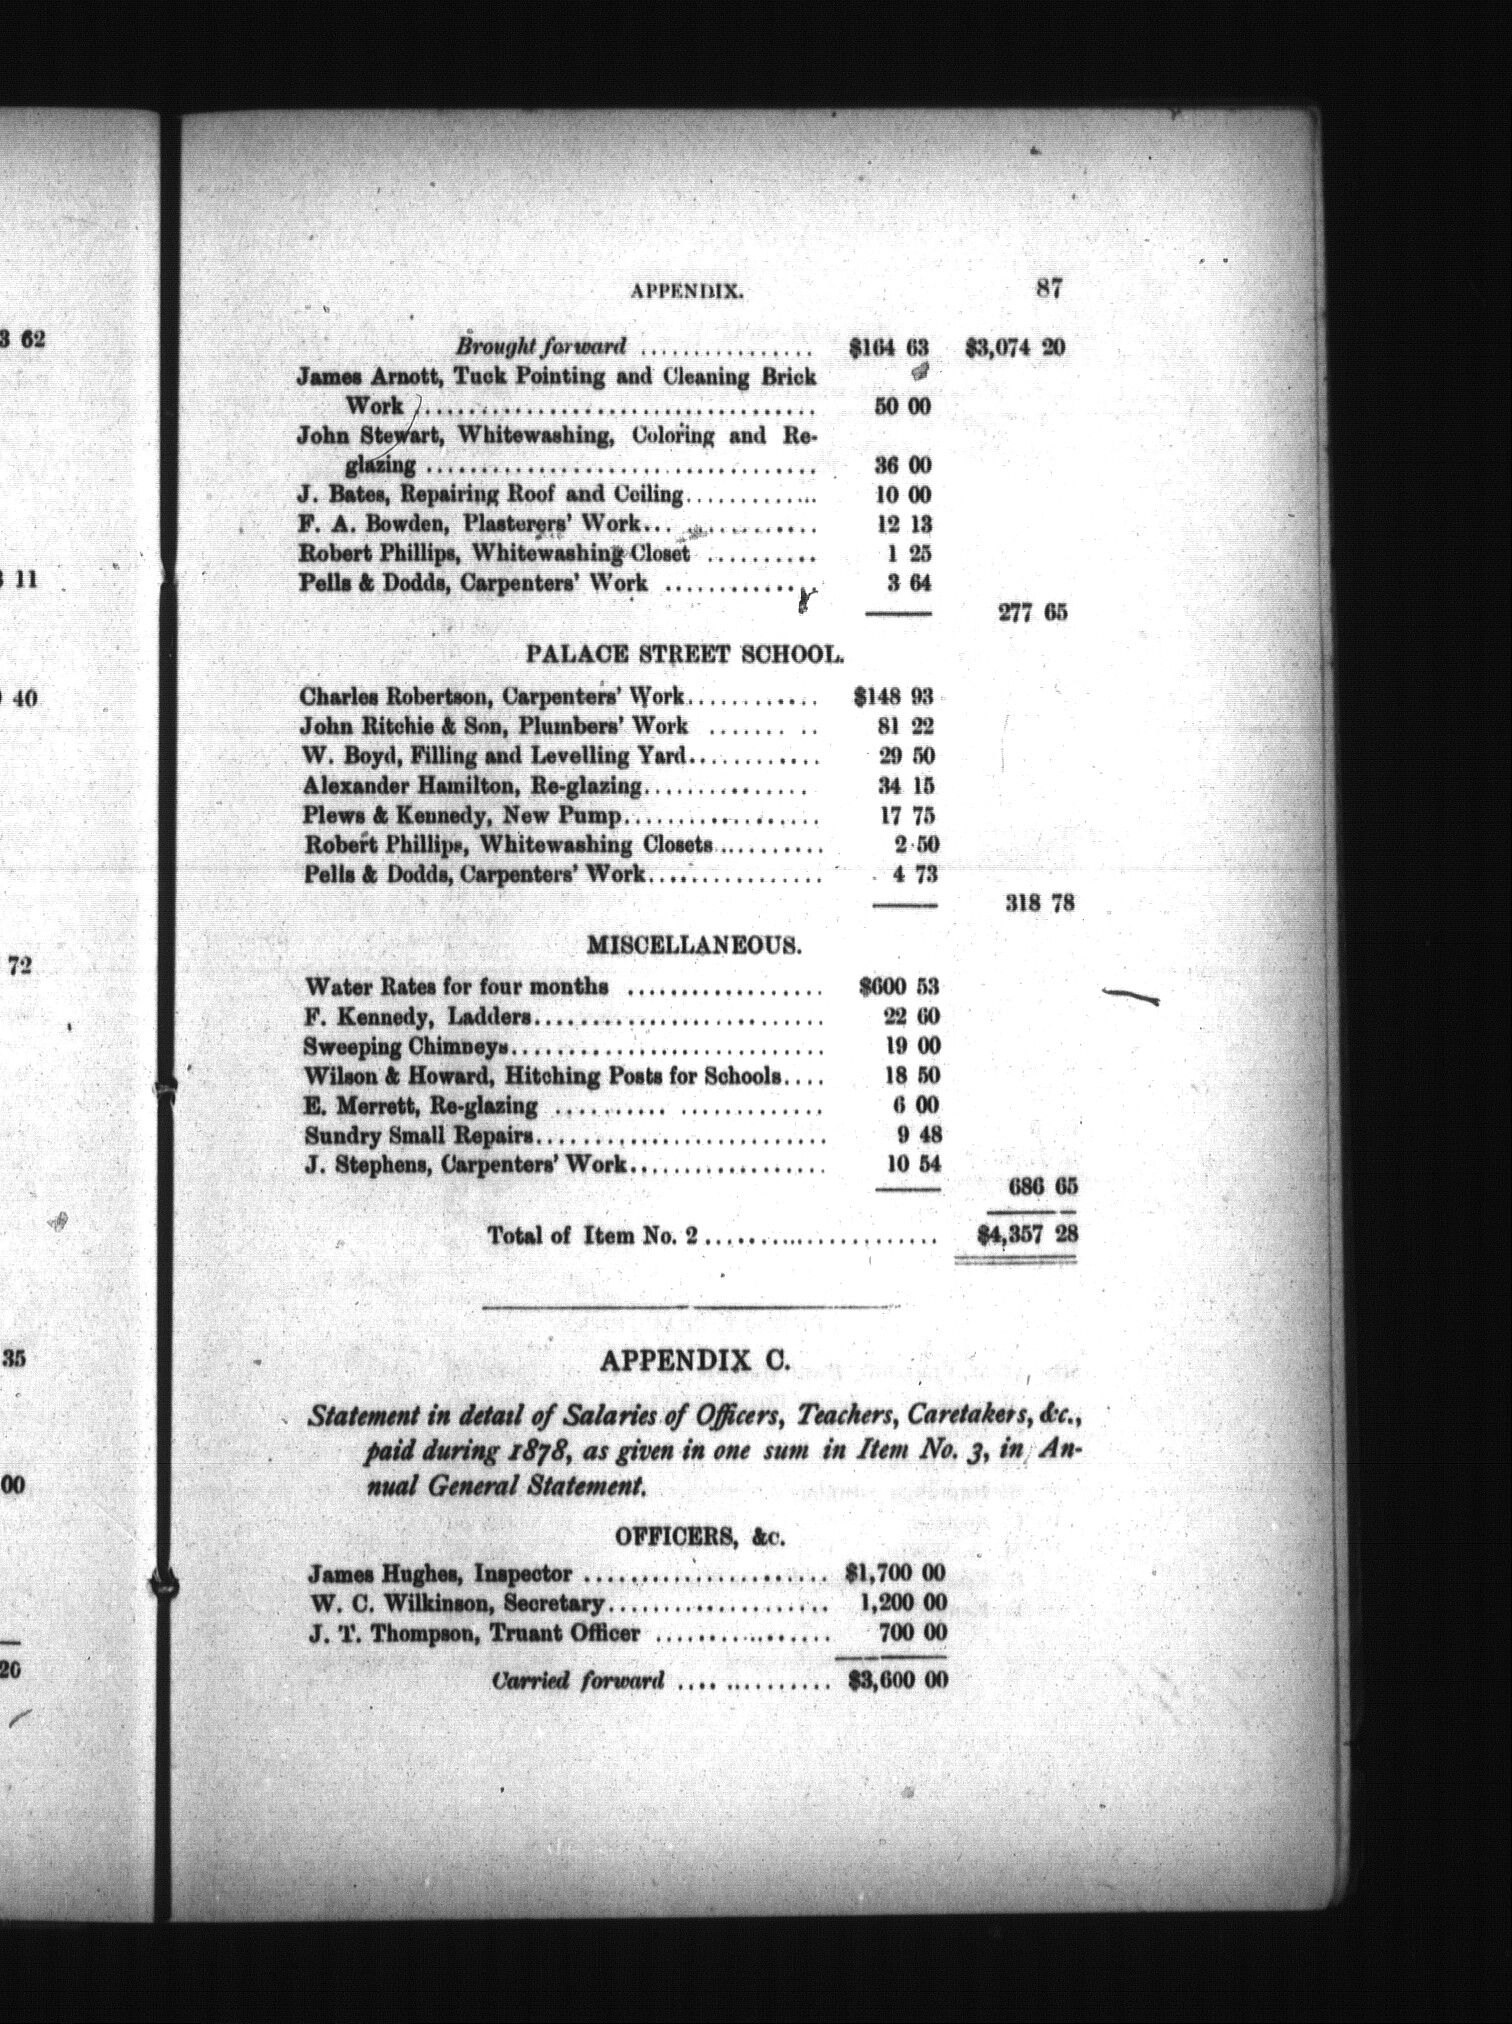 APPENDIX. 87
Brought forward ................ $164 63 $3,074 20
James Arnott, Tuck Pointing and Cleaning Brick
Work .................................. 50 00
John Stewart, Whitewashing, Coloring and Re-
glazing .................................. 36 00
J. Bates, Repairing Roof and Ceiling............. 10 00
F. A. Bowden, Plasterers' Work... ............ 12 13
Robert Phillips, Whitewashing Closet .......... 1 25
Pells & Dodds, Carpenters' Work ............. 3 64
277 65
PALACE STREET SCHOOL.
Charles Robertson, Carpenters' Work............ $148 93
John Ritchie & Son, Plumbers' Work ....... .. 81 22
W. Boyd, Filling and Levelling Yard............ 29 50
Alexander Hamilton, Re-glazing............... 34 15
Plews & Kennedy, New Pump................. 17 75
Robert Phillips, Whitewashing Closets.......... 2 50
Pells & Dodds, Carpenters' Work................ 4 73
318 78
MISCELLANEOUS.
Water Rates for four months .................. $600 53
F. Kennedy, Ladders.......................... 22 60
Sweeping Chimneys............................ 19 00
Wilson & Howard, Hitching Posts for Schools.... 18 50
E. Merrett, Re-glazing .......... ............. 6 00
Sundry Small Repairs.......................... 9 48
J. Stephens, Carpenters' Work.................. 10 54
686 65
Total of Item No. 2...................... $4,357 28
APPENDIX C.
Statement in detail of Salaries of Officers, Teachers, Caretakers, &c.,
paid during 1878, as given in one sum in Item No. 3, in An-
nual General Statement.
OFFICERS, &c.
James Hughes, Inspector ..................... $1,700 00
W. C. Wilkinson, Secretary................... 1,200 00
J. T. Thompson, Truant Officer ............... 700 00
Carried forward .... .......... $3,600 00
62
11
40
72
35
00
20